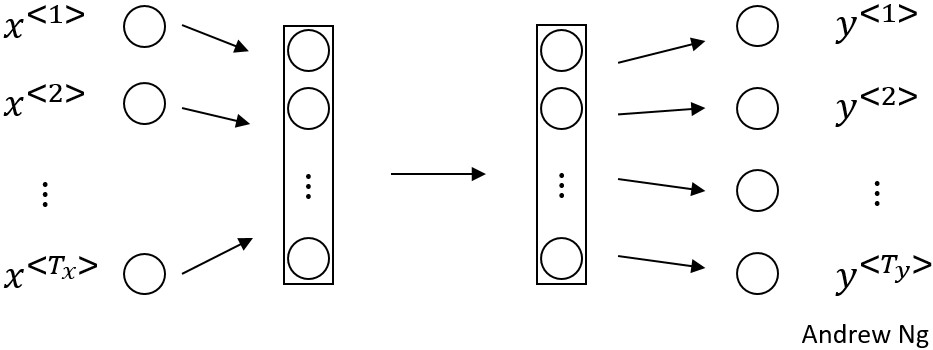 x<1> y<1>
x<2> y<2>
⋮ ⋮ ⋮ ⋮
x<Tx> y<Ty>
Andrew Ng